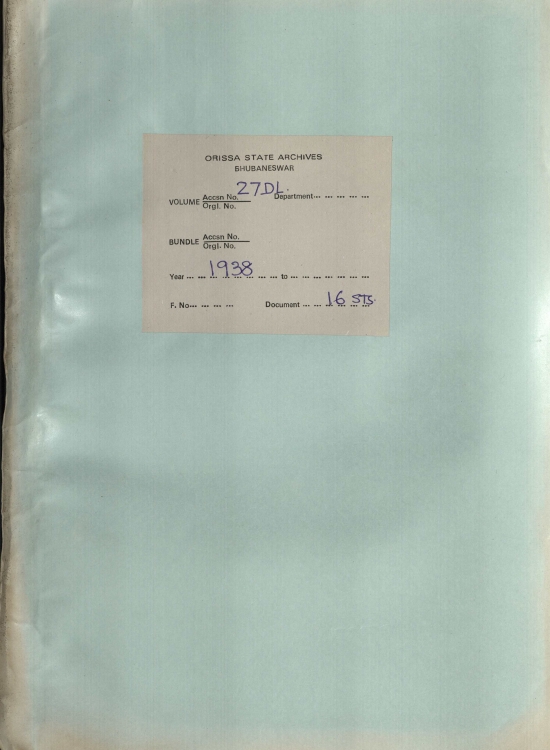 ORISSA STATE ARCHIVES
BHUBANESWAR
VOLUME Accsn No. 27DL. Department... ... ... ... ...
Orgl. No.
BUNDLE Accsn No.
Orgl. No.
Year ... ... 1938 ... ... to ... ... ... ... ... ...
F. No... ... ... ... Document ... ... 16 STS.